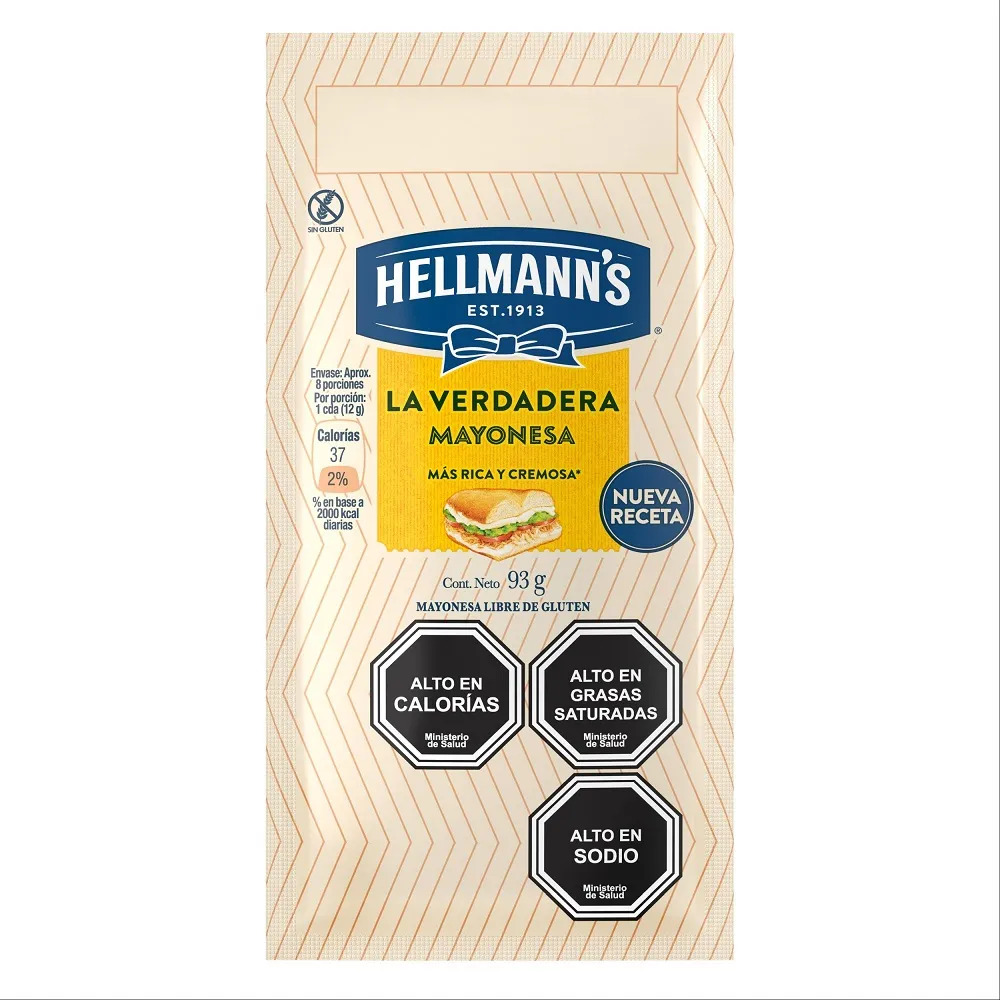 SIN GLUTEN
HELLMANN'S
EST. 1913
®
Envase: Aprox.
8 porciones
Por porción:
1 cda (12 g)
Calorías
37
2%
% en base a
2000 kcal
diarias
LA VERDADERA
MAYONESA
MÁS RICA Y CREMOSA*
NUEVA
RECETA
Cont. Neto 93 g
MAYONESA LIBRE DE GLUTEN
ALTO EN
CALORÍAS
Ministerio
de Salud
ALTO EN
GRASAS
SATURADAS
Ministerio
de Salud
ALTO EN
SODIO
Ministerio
de Salud